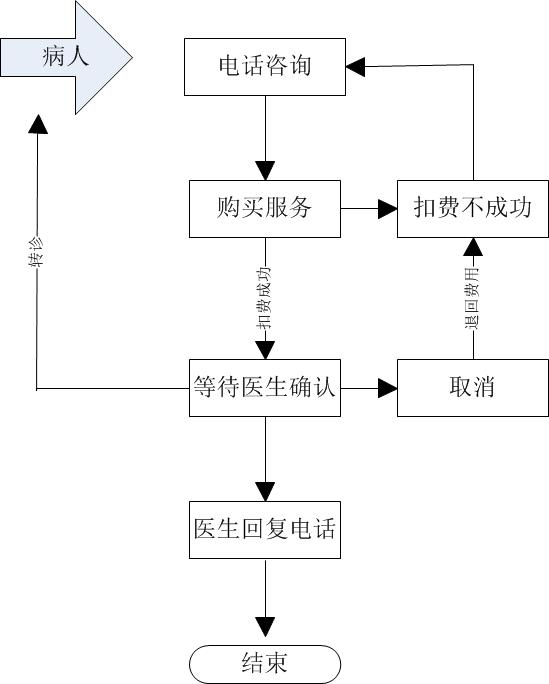 病人
电话咨询
购买服务
扣费不成功
转诊
扣费成功
退回费用
等待医生确认
取消
医生回复电话
结束